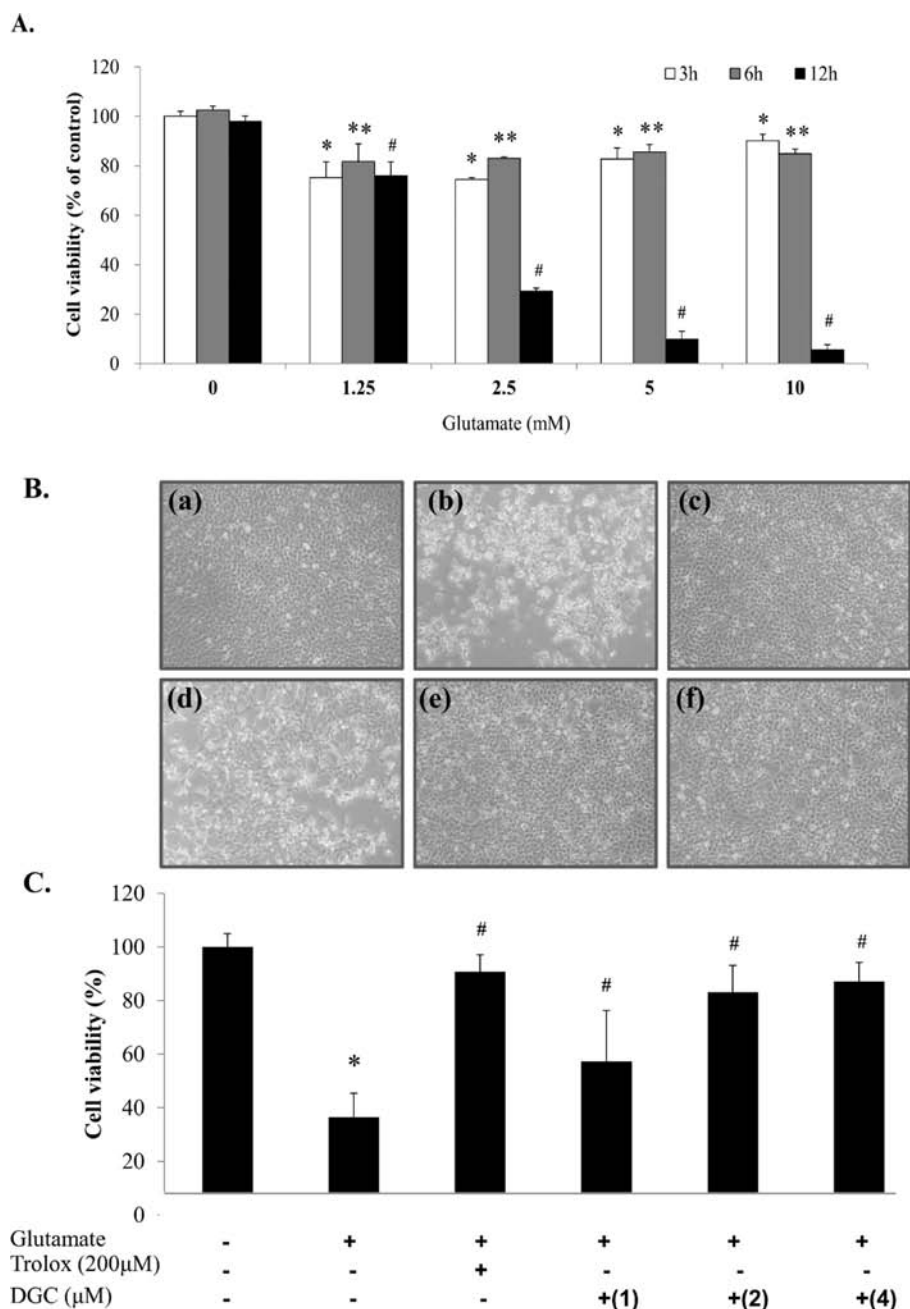 A.
120
100
80
60
40
20
0
Cell viability (% of control)
3h 6h 12h
* ** #
* ** #
* ** #
* ** #
0 1.25 2.5 5 10
Glutamate (mM)
B.
(a) (b) (c)
(d) (e) (f)
C.
120
100
80
60
40
20
0
Cell viability (%)
* # # # #
Glutamate - + + + + +
Trolox (200μM) - - + - - -
DGC (μM) - - - +(1) +(2) +(4)